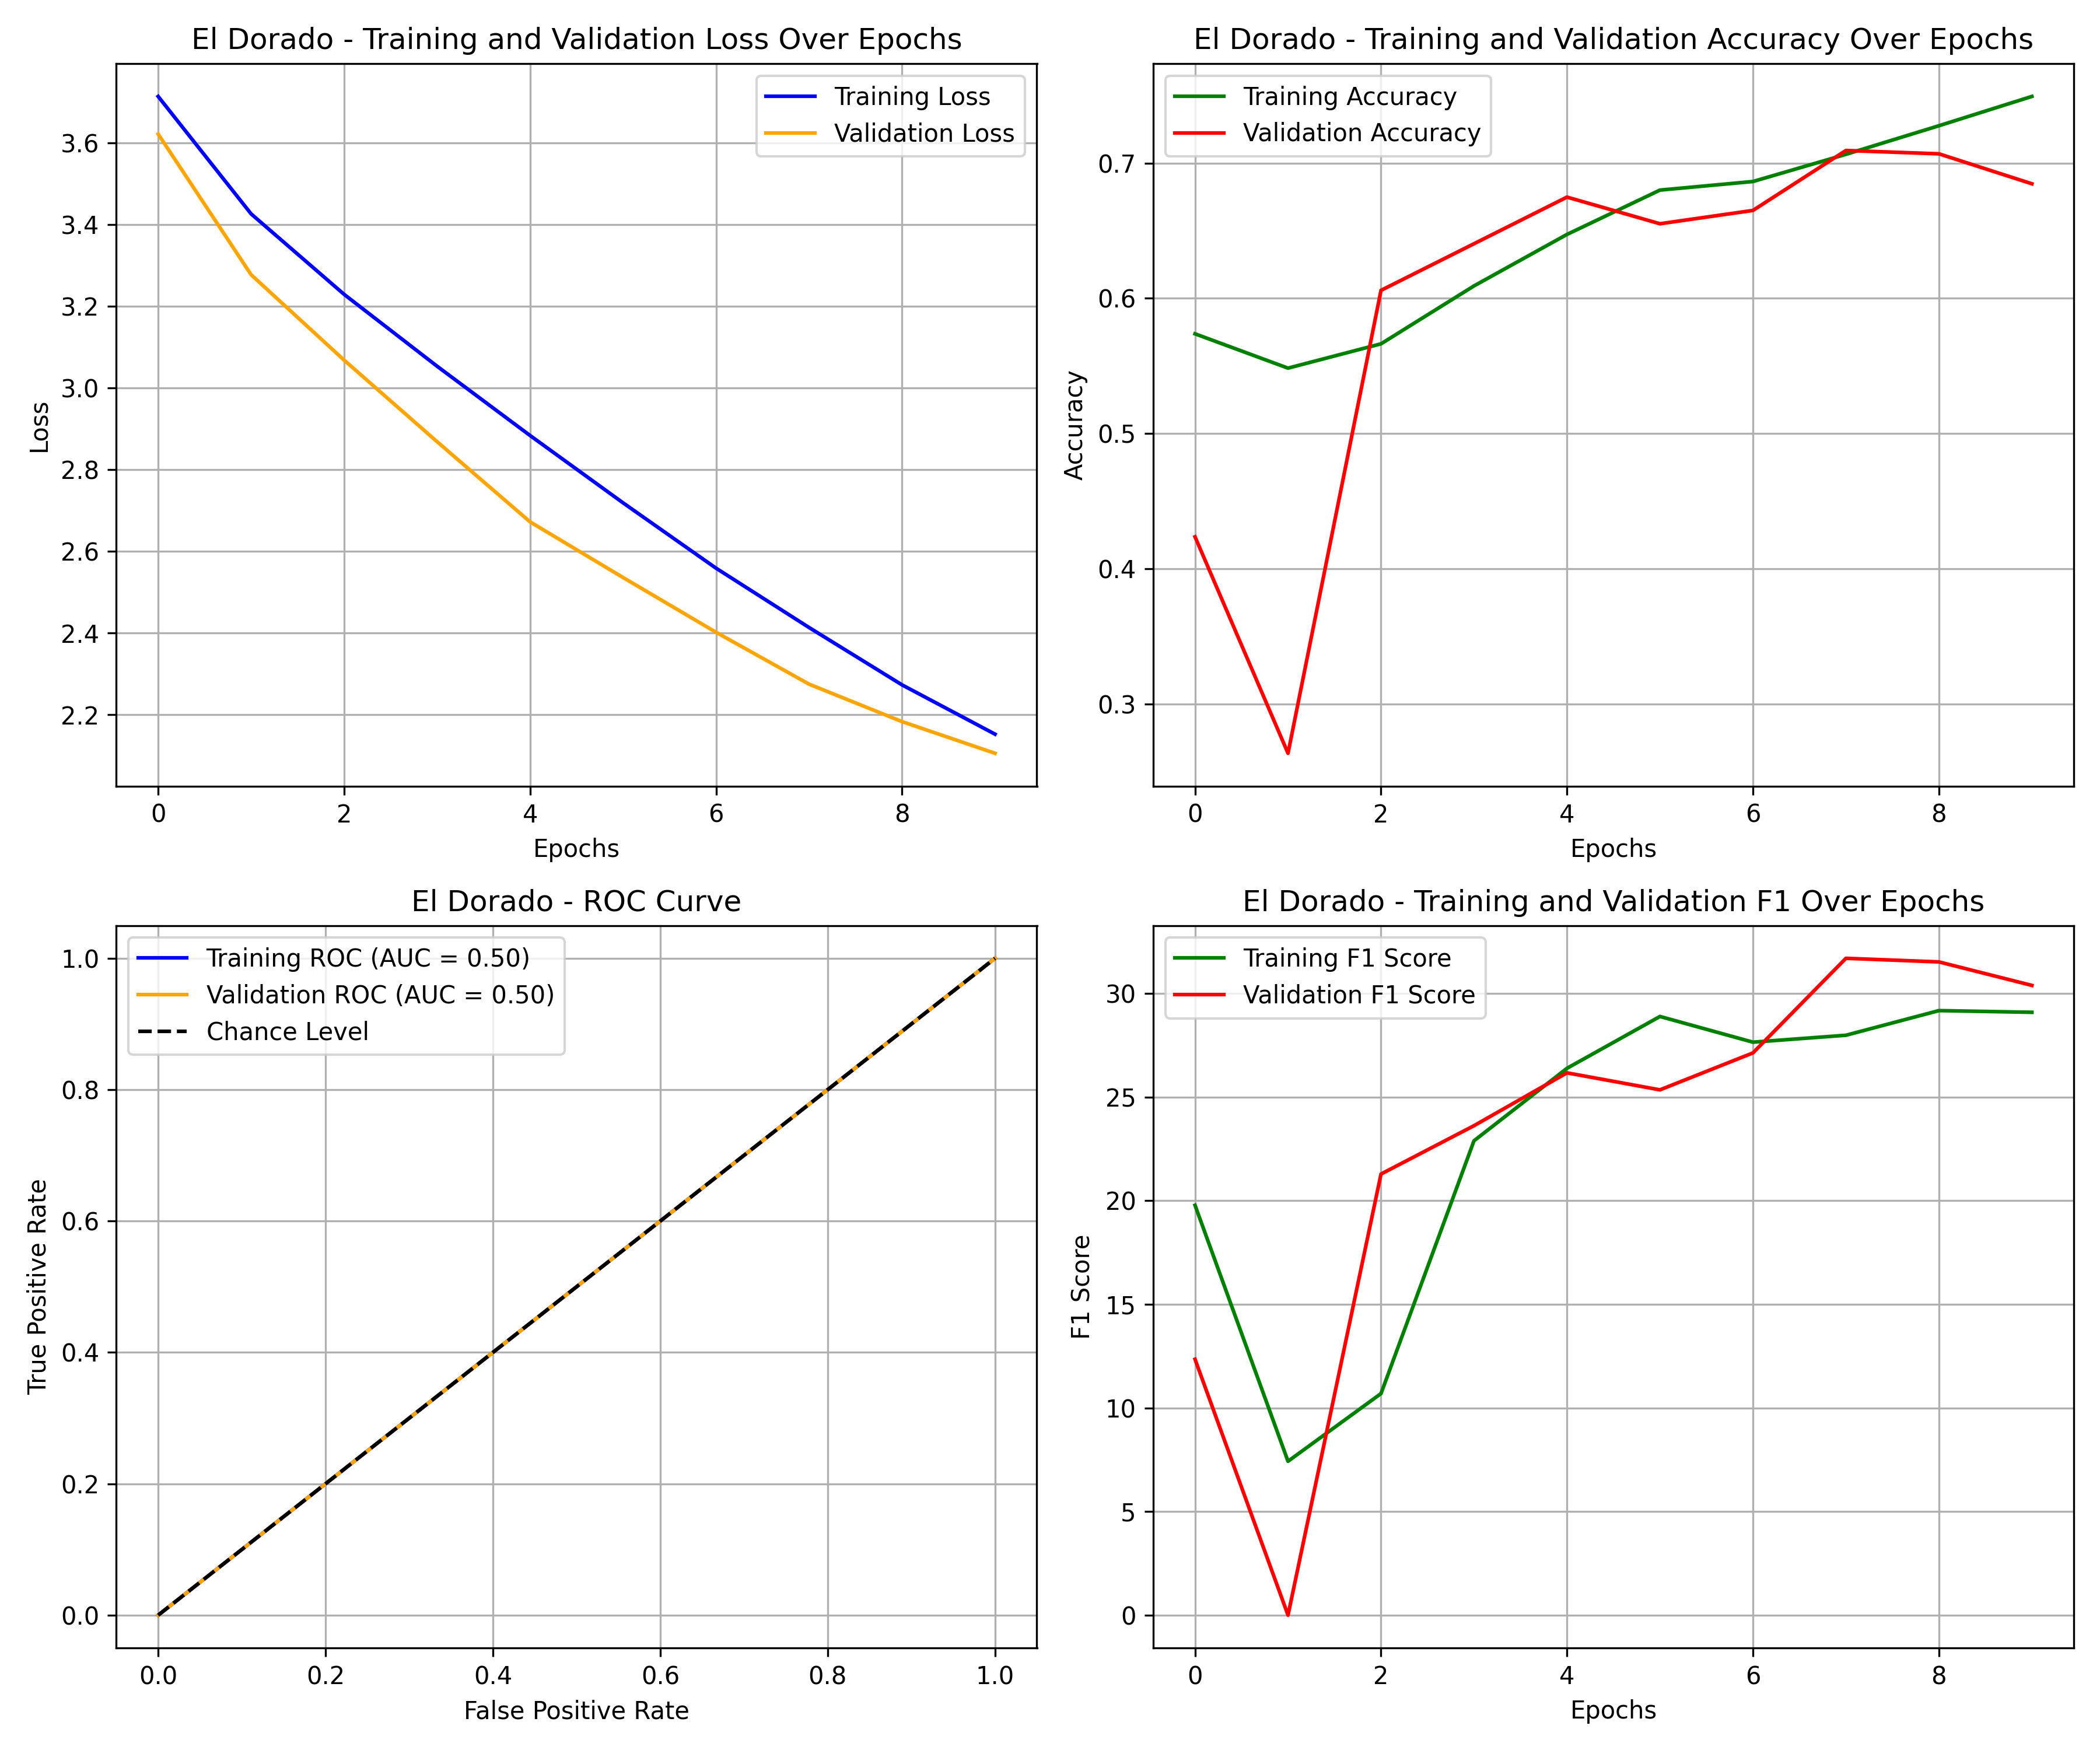 El Dorado - Training and Validation Loss Over Epochs
Training Loss
Validation Loss
3.6
3.4
3.2
3.0
2.8
2.6
2.4
2.2
Loss
0 2 4 6 8
Epochs
El Dorado - Training and Validation Accuracy Over Epochs
Training Accuracy
Validation Accuracy
0.7
0.6
0.5
0.4
0.3
Accuracy
0 2 4 6 8
Epochs
El Dorado - ROC Curve
Training ROC (AUC = 0.50)
Validation ROC (AUC = 0.50)
Chance Level
1.0
0.8
0.6
0.4
0.2
0.0
True Positive Rate
0.0 0.2 0.4 0.6 0.8 1.0
False Positive Rate
El Dorado - Training and Validation F1 Over Epochs
Training F1 Score
Validation F1 Score
30
25
20
15
10
5
0
F1 Score
0 2 4 6 8
Epochs